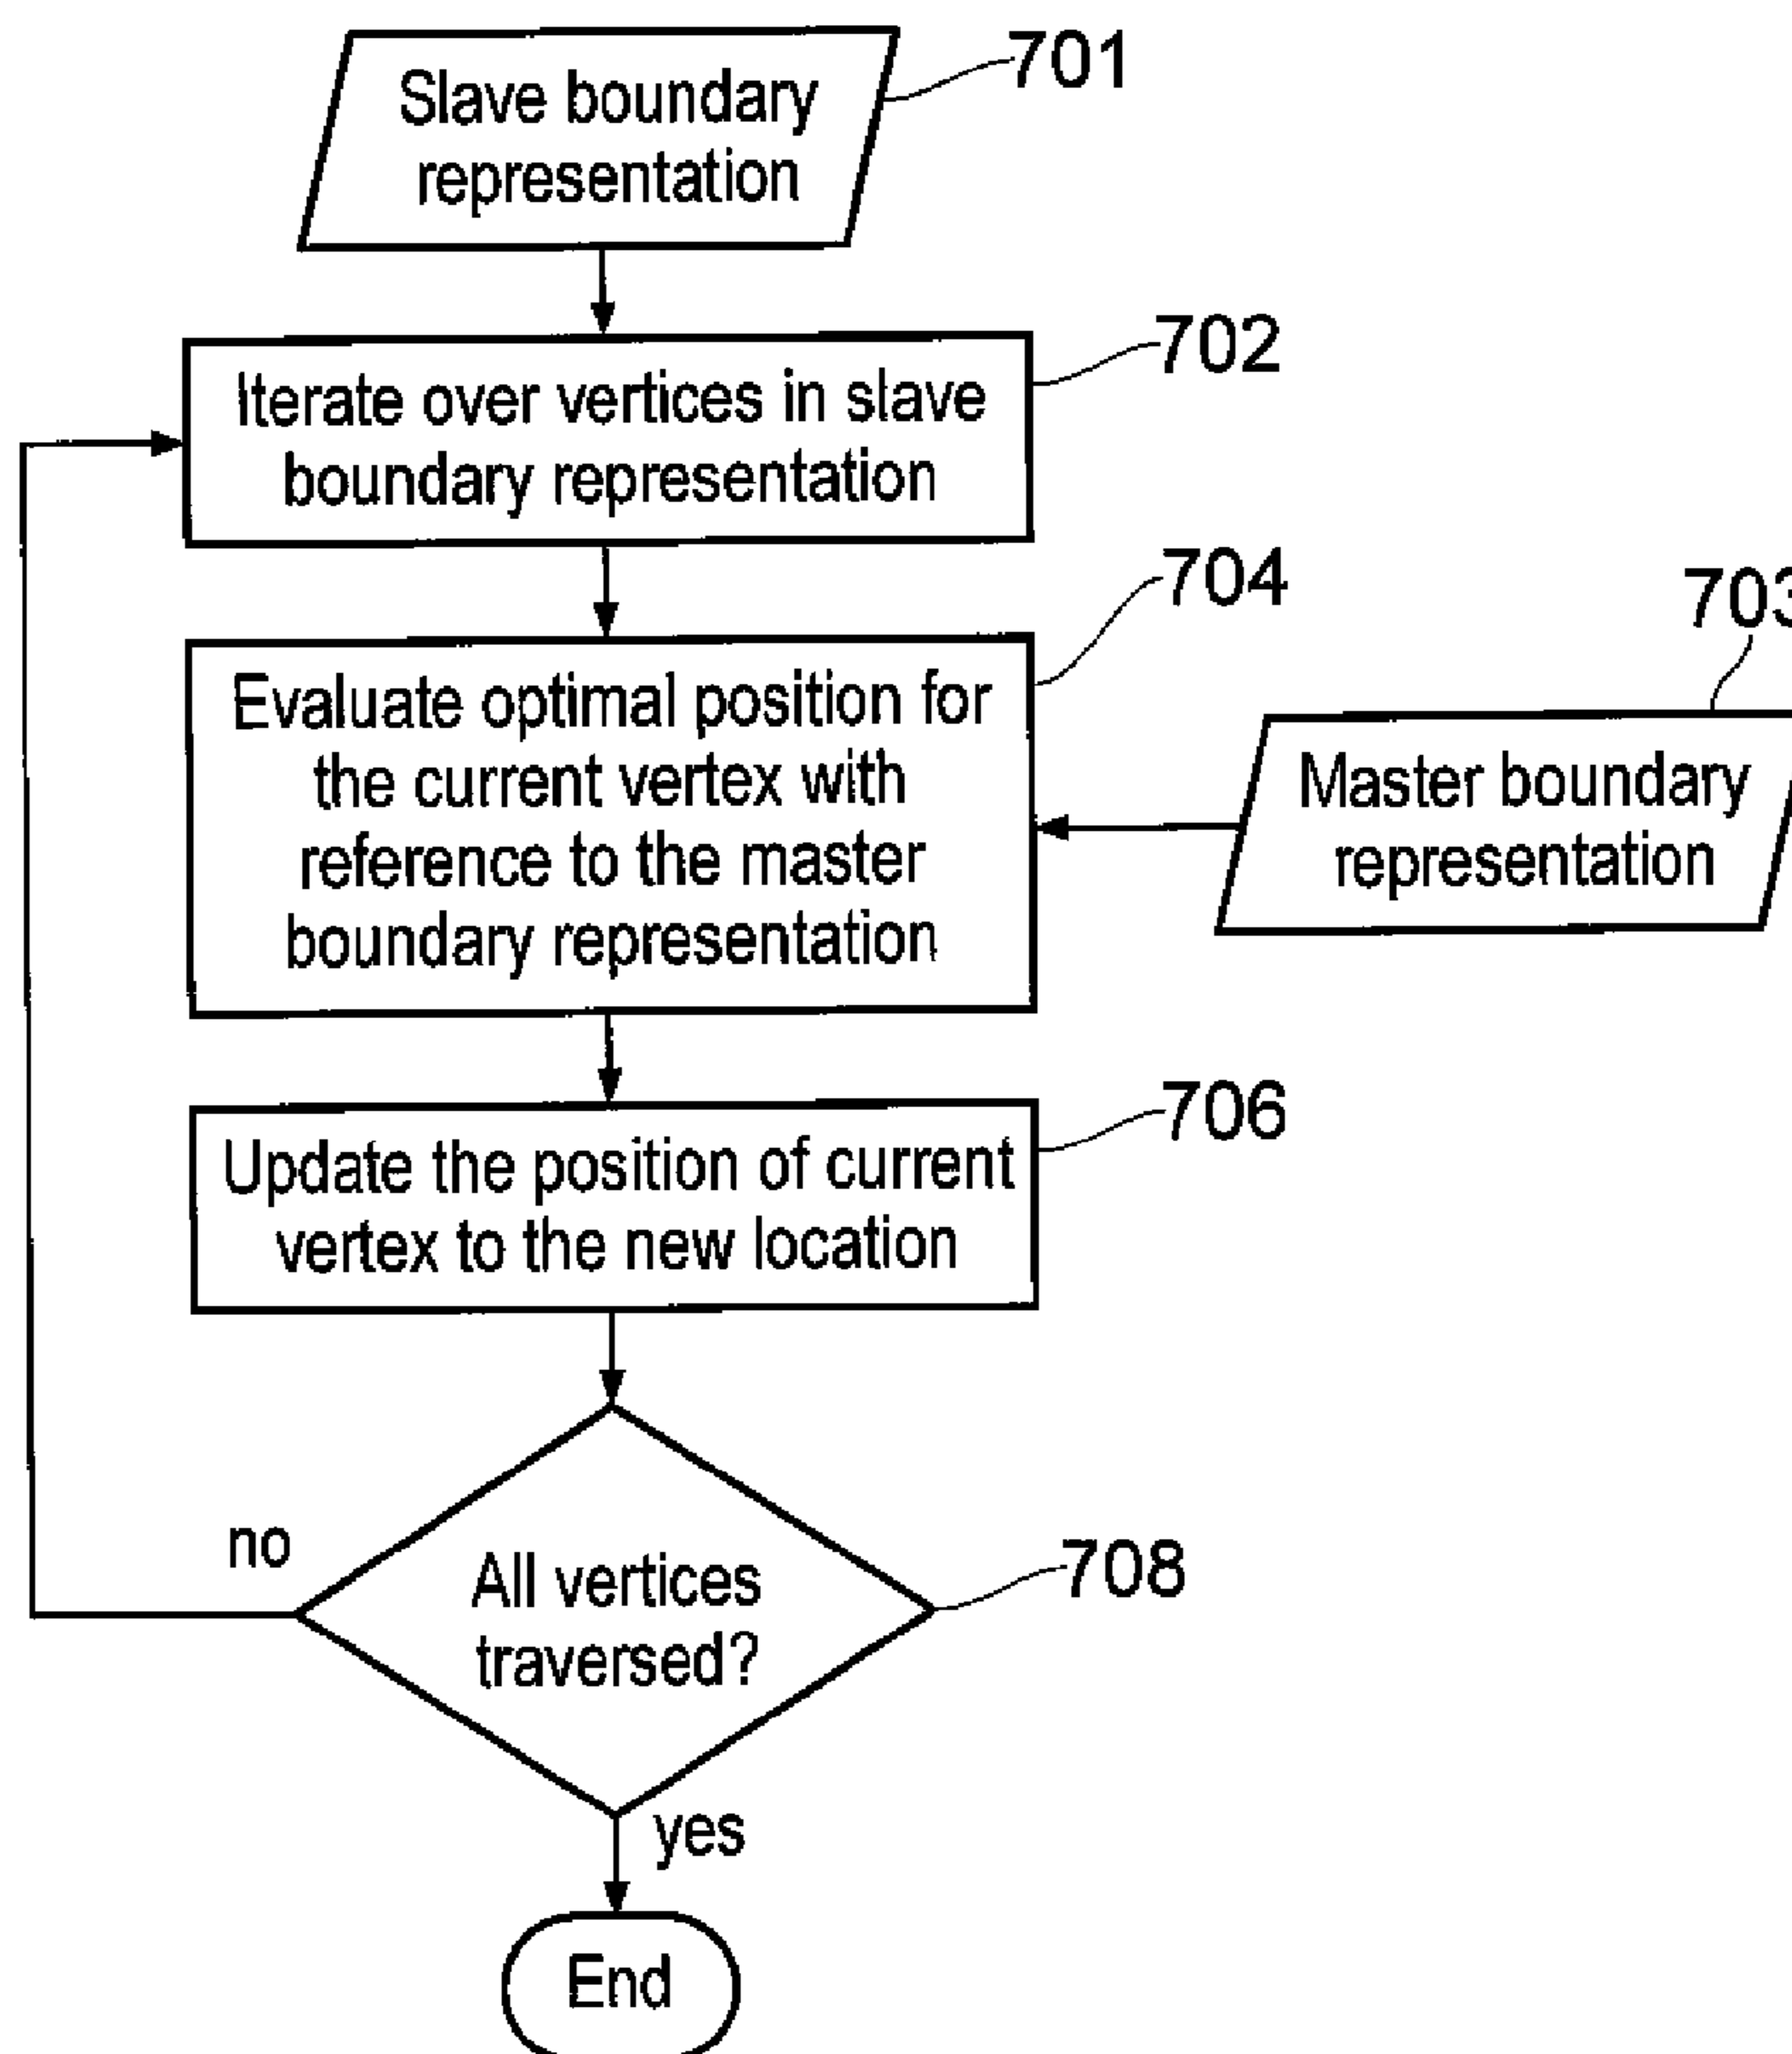 Slave boundary
representation
701
Iterate over vertices in slave
boundary representation
702
Evaluate optimal position for
the current vertex with
reference to the master
boundary representation
704
703
Master boundary
representation
Update the position of current
vertex to the new location
706
All vertices
traversed?
708
no
yes
End